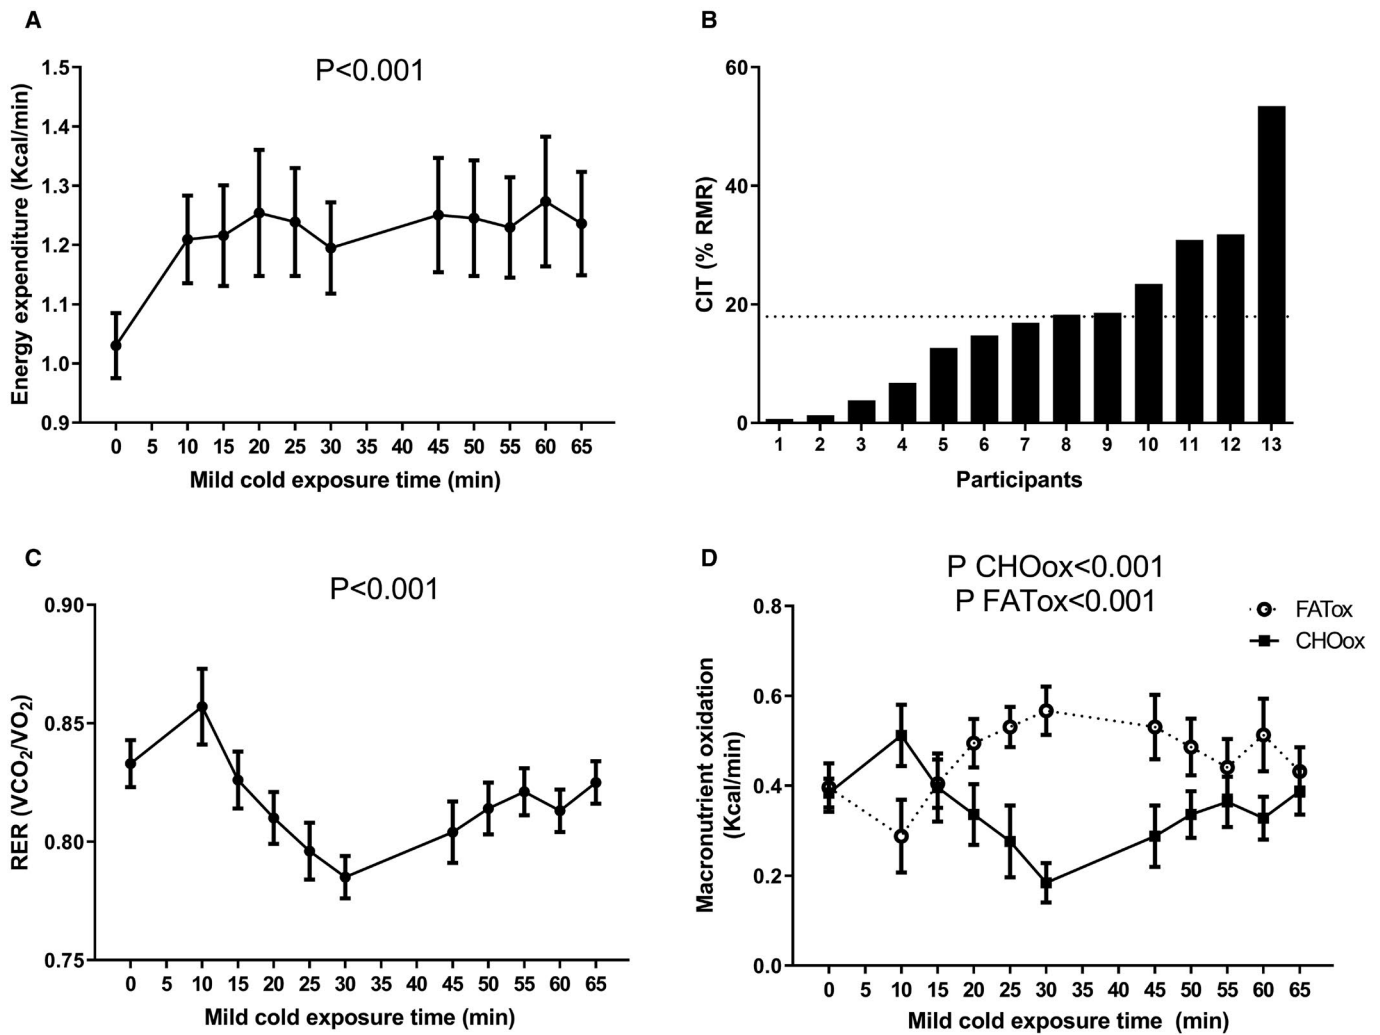 A
P<0.001
Energy expenditure (Kcal/min)
1.5
1.4
1.3
1.2
1.1
1.0
0.9
0 5 10 15 20 25 30 35 40 45 50 55 60 65
Mild cold exposure time (min)
B
CIT (% RMR)
60
40
20
0
1 2 3 4 5 6 7 8 9 10 11 12 13
Participants
C
P<0.001
RER (VCO2/VO2)
0.90
0.85
0.80
0.75
0 5 10 15 20 25 30 35 40 45 50 55 60 65
Mild cold exposure time (min)
D
P CHOox<0.001
P FATox<0.001
FATox
CHOox
Macronutrient oxidation
(Kcal/min)
0.8
0.6
0.4
0.2
0.0
0 5 10 15 20 25 30 35 40 45 50 55 60 65
Mild cold exposure time (min)